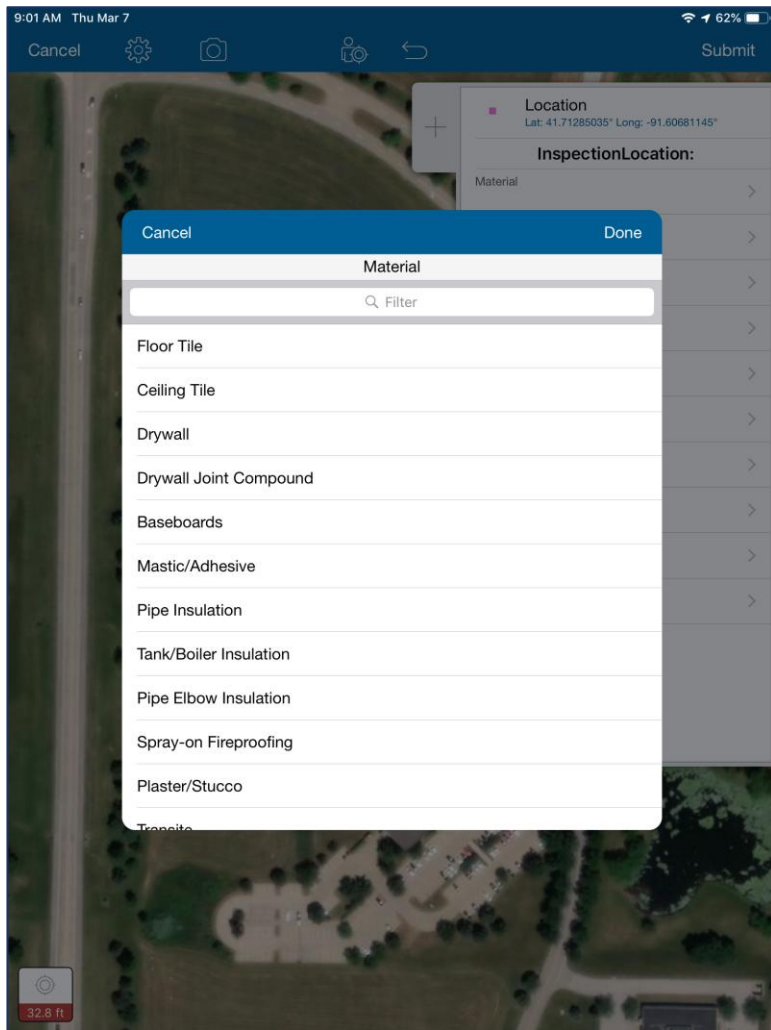 9:01 AM Thu Mar 7
62%
Cancel
Submit
Location
Lat: 41.71285035° Long: -91.60681145°
InspectionLocation:
Material
Cancel
Done
Material
Filter
Floor Tile
Ceiling Tile
Drywall
Drywall Joint Compound
Baseboards
Mastic/Adhesive
Pipe Insulation
Tank/Boiler Insulation
Pipe Elbow Insulation
Spray-on Fireproofing
Plaster/Stucco
Transite
32.8 ft